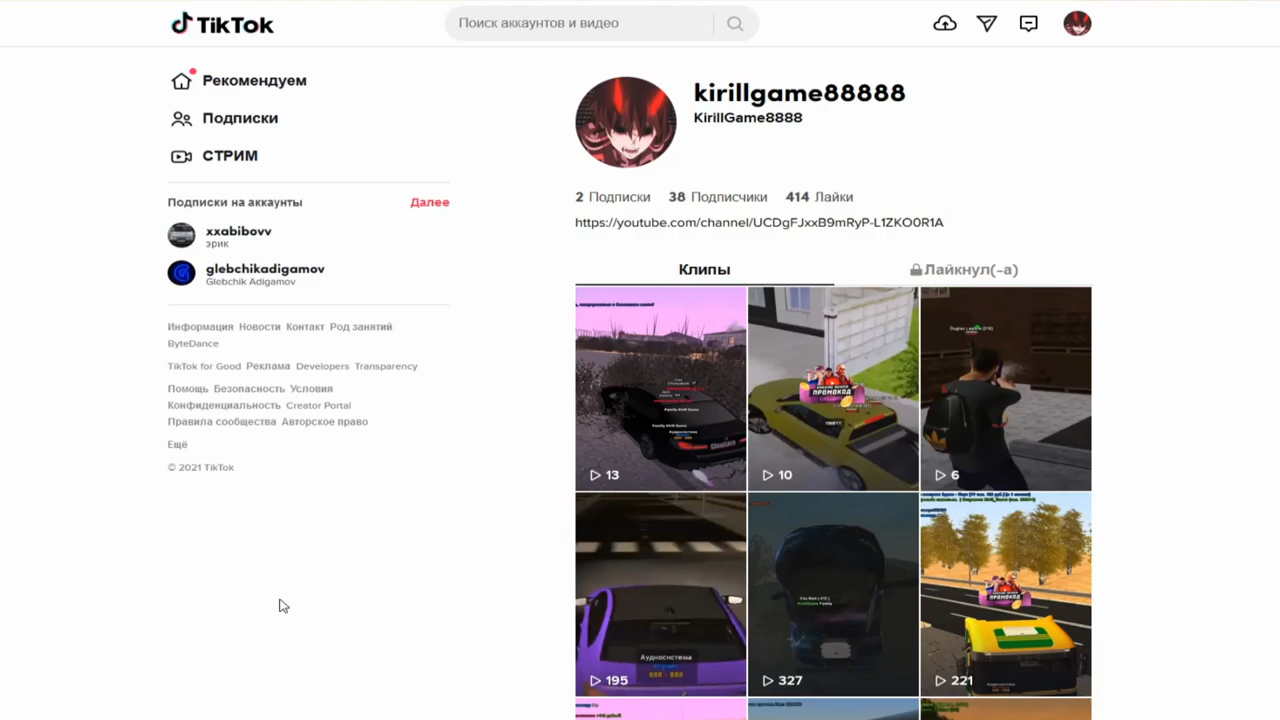 TikTok
Поиск аккаунтов и видео
Рекомендуем
Подписки
СТРИМ
Подписки на аккаунты Далее
xxabibovv
эрик
glebchikadigamov
Glebchik Adigamov
Информация Новости Контакт Род занятий
ByteDance
TikTok for Good Реклама Developers Transparency
Помощь Безопасность Условия
Конфиденциальность Creator Portal
Правила сообщества Авторское право
Ещё
© 2021 TikTok
kirillgame88888
KirillGame8888
2 Подписки 38 Подписчики 414 Лайки
https://youtube.com/channel/UCDgFJxxB9mRyP-L1ZKO0R1A
Клипы Лайкнул(-а)
ПРОМОКОД
13 10 6
ПРОМОКОД
Аудиосистема
195 327 221